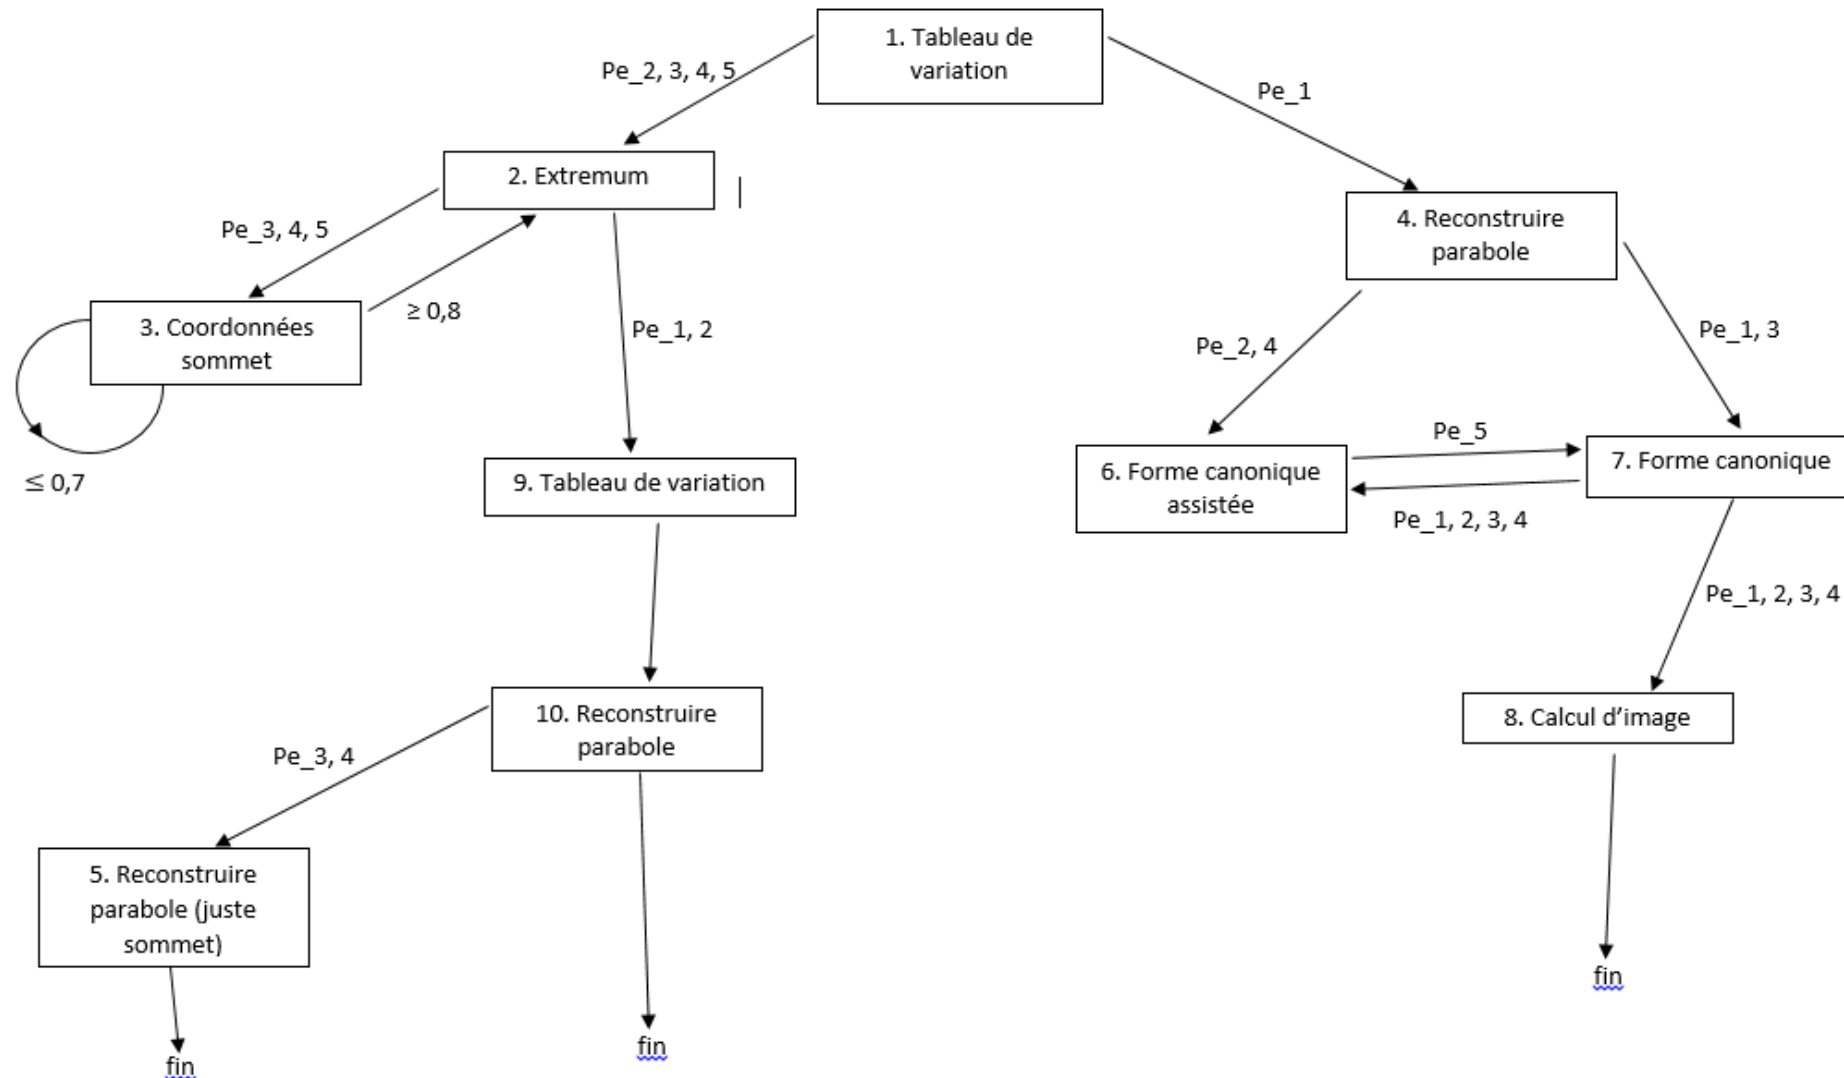 1. Tableau de
variation
Pe_2, 3, 4, 5
Pe_1
2. Extremum
4. Reconstruire
parabole
Pe_3, 4, 5
≥ 0,8
3. Coordonnées
sommet
Pe_1, 2
Pe_2, 4
Pe_1, 3
≤ 0,7
9. Tableau de variation
6. Forme canonique
assistée
Pe_5
7. Forme canonique
Pe_1, 2, 3, 4
Pe_1, 2, 3, 4
10. Reconstruire
parabole
8. Calcul d’image
Pe_3, 4
5. Reconstruire
parabole (juste
sommet)
fin
fin
fin